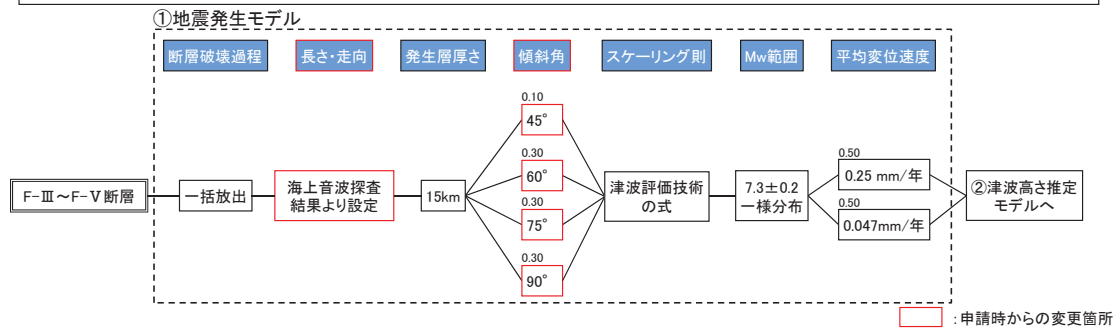 ①地震発生モデル
断層破壊過程
長さ・走向
発生層厚さ
傾斜角
スケーリング則
Mw範囲
平均変位速度
F-Ⅲ~F-Ⅴ断層
一括放出
海上音波探査
結果より設定
15km
0.10
45°
0.30
60°
0.30
75°
0.30
90°
津波評価技術
の式
7.3±0.2
一様分布
0.50
0.25 mm/年
0.50
0.047mm/年
②津波高さ推定
モデルへ
:申請時からの変更箇所